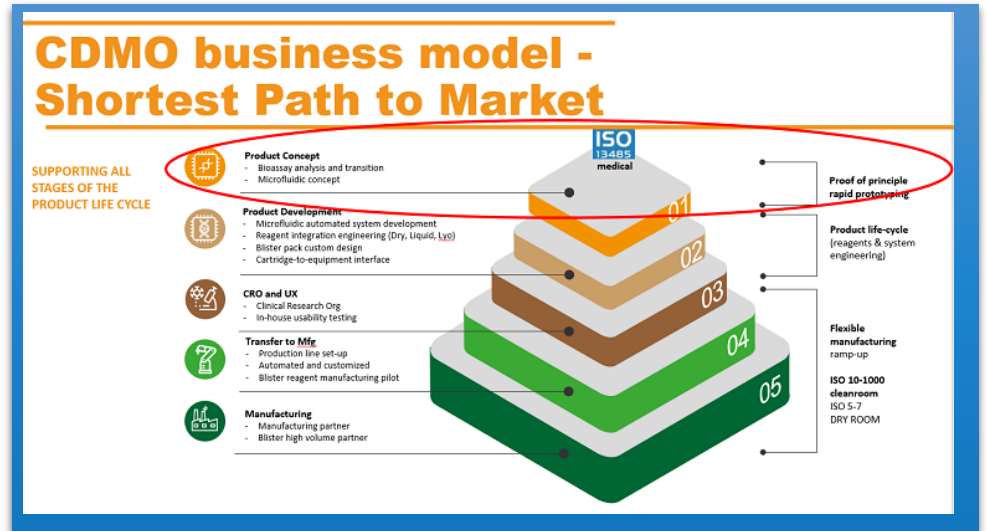 CDMO business model -
Shortest Path to Market
SUPPORTING ALL
STAGES OF THE
PRODUCT LIFE CYCLE
Product Concept
- Bioassay analysis and transition
- Microfluidic concept
Product Development
- Microfluidic automated system development
- Reagent integration engineering (Dry, Liquid, Lyo)
- Blister pack custom design
- Cartridge-to-equipment interface
CRO and UX
- Clinical Research Org
- In-house usability testing
Transfer to Mfg
- Production line set-up
- Automated and customized
- Blister reagent manufacturing pilot
Manufacturing
- Manufacturing partner
- Blister high volume partner
ISO
13485
medical
01
02
03
04
05
Proof of principle
rapid prototyping
Product life-cycle
(reagents & system
engineering)
Flexible
manufacturing
ramp-up
ISO 10-1000
cleanroom
ISO 5-7
DRY ROOM